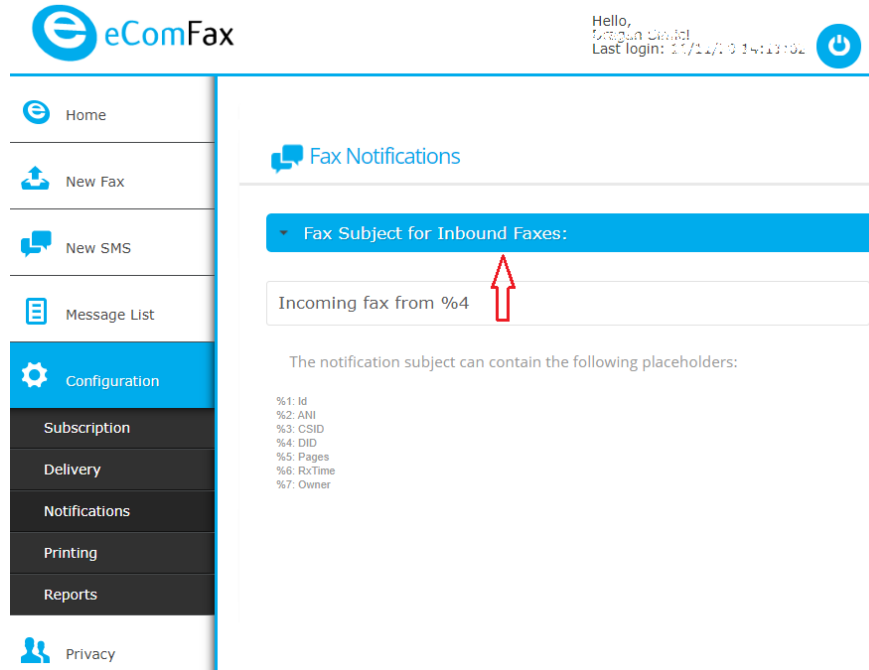 eComFax
Hello,
Last login:
Home
New Fax
New SMS
Message List
Configuration
Subscription
Delivery
Notifications
Printing
Reports
Privacy
Fax Notifications
Fax Subject for Inbound Faxes:
Incoming fax from %4
The notification subject can contain the following placeholders:
%1: Id
%2: ANI
%3: CSID
%4: DID
%5: Pages
%6: RxTime
%7: Owner